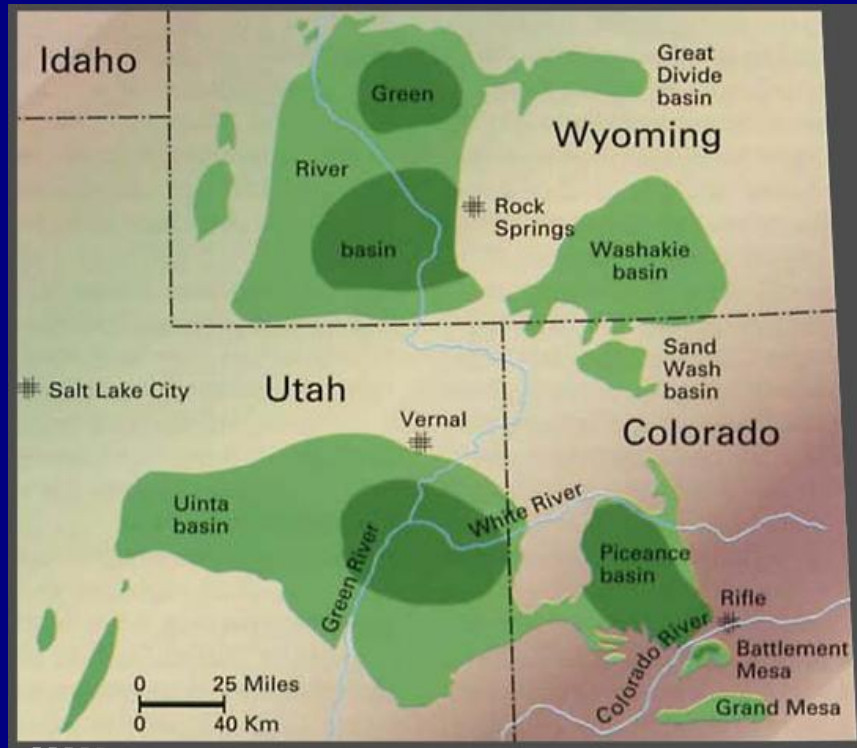 Idaho
Great
Divide
basin
Green
Wyoming
River
Rock
Springs
basin
Washakie
basin
Sand
Wash
basin
Salt Lake City
Utah
Vernal
Colorado
Uinta
basin
White River
Green River
Piceance
basin
Rifle
Colorado River
Battlement
Mesa
Grand Mesa
0 25 Miles
0 40 Km